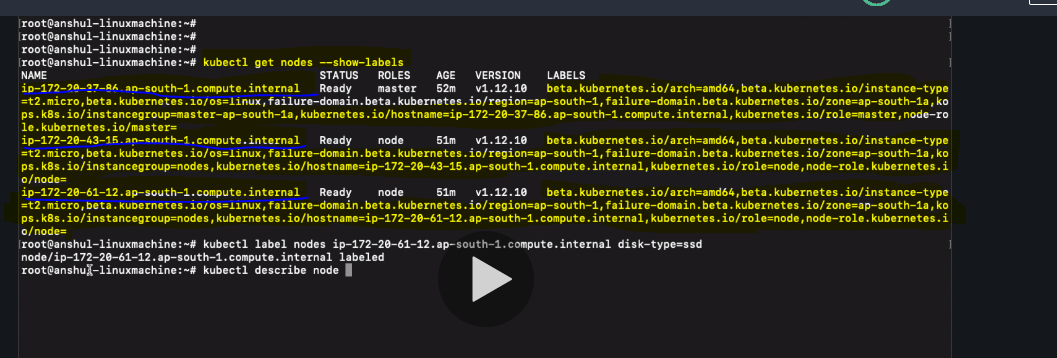 root@anshul-linuxmachine:~#
root@anshul-linuxmachine:~#
root@anshul-linuxmachine:~#
root@anshul-linuxmachine:~# kubectl get nodes --show-labels
NAME STATUS ROLES AGE VERSION LABELS
ip-172-20-37-86.ap-south-1.compute.internal Ready master 52m v1.12.10 beta.kubernetes.io/arch=amd64,beta.kubernetes.io/instance-type
=t2.micro,beta.kubernetes.io/os=linux,failure-domain.beta.kubernetes.io/region=ap-south-1,failure-domain.beta.kubernetes.io/zone=ap-south-1a,ko
ps.k8s.io/instancegroup=master-ap-south-1a,kubernetes.io/hostname=ip-172-20-37-86.ap-south-1.compute.internal,kubernetes.io/role=master,node-ro
le.kubernetes.io/master=
ip-172-20-43-15.ap-south-1.compute.internal Ready node 51m v1.12.10 beta.kubernetes.io/arch=amd64,beta.kubernetes.io/instance-type
=t2.micro,beta.kubernetes.io/os=linux,failure-domain.beta.kubernetes.io/region=ap-south-1,failure-domain.beta.kubernetes.io/zone=ap-south-1a,ko
ps.k8s.io/instancegroup=nodes,kubernetes.io/hostname=ip-172-20-43-15.ap-south-1.compute.internal,kubernetes.io/role=node,node-role.kubernetes.i
o/node=
ip-172-20-61-12.ap-south-1.compute.internal Ready node 51m v1.12.10 beta.kubernetes.io/arch=amd64,beta.kubernetes.io/instance-type
=t2.micro,beta.kubernetes.io/os=linux,failure-domain.beta.kubernetes.io/region=ap-south-1,failure-domain.beta.kubernetes.io/zone=ap-south-1a,ko
ps.k8s.io/instancegroup=nodes,kubernetes.io/hostname=ip-172-20-61-12.ap-south-1.compute.internal,kubernetes.io/role=node,node-role.kubernetes.i
o/node=
root@anshul-linuxmachine:~# kubectl label nodes ip-172-20-61-12.ap-south-1.compute.internal disk-type=ssd
node/ip-172-20-61-12.ap-south-1.compute.internal labeled
root@anshul-linuxmachine:~# kubectl describe node